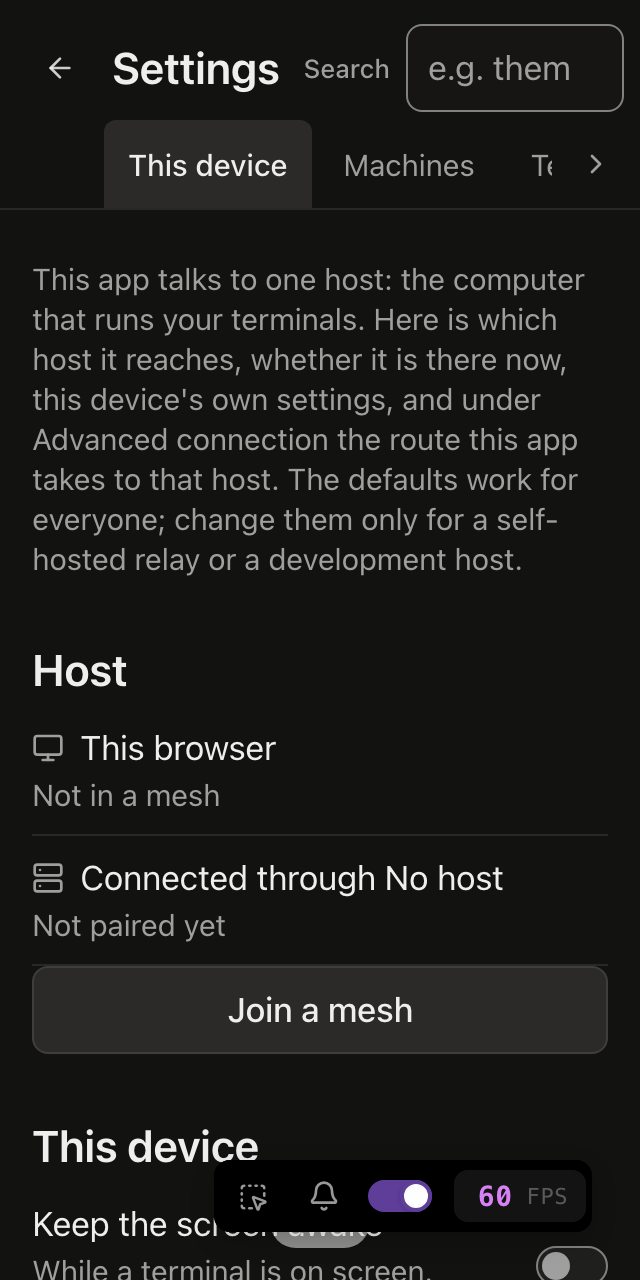 Settings
Search
e.g. them
This device
Machines
This app talks to one host: the computer
that runs your terminals. Here is which
host it reaches, whether it is there now,
this device's own settings, and under
Advanced connection the route this app
takes to that host. The defaults work for
everyone; change them only for a self-
hosted relay or a development host.
Host
This browser
Not in a mesh
Connected through No host
Not paired yet
Join a mesh
This device
60 FPS
Keep the screen awake
While a terminal is on screen.